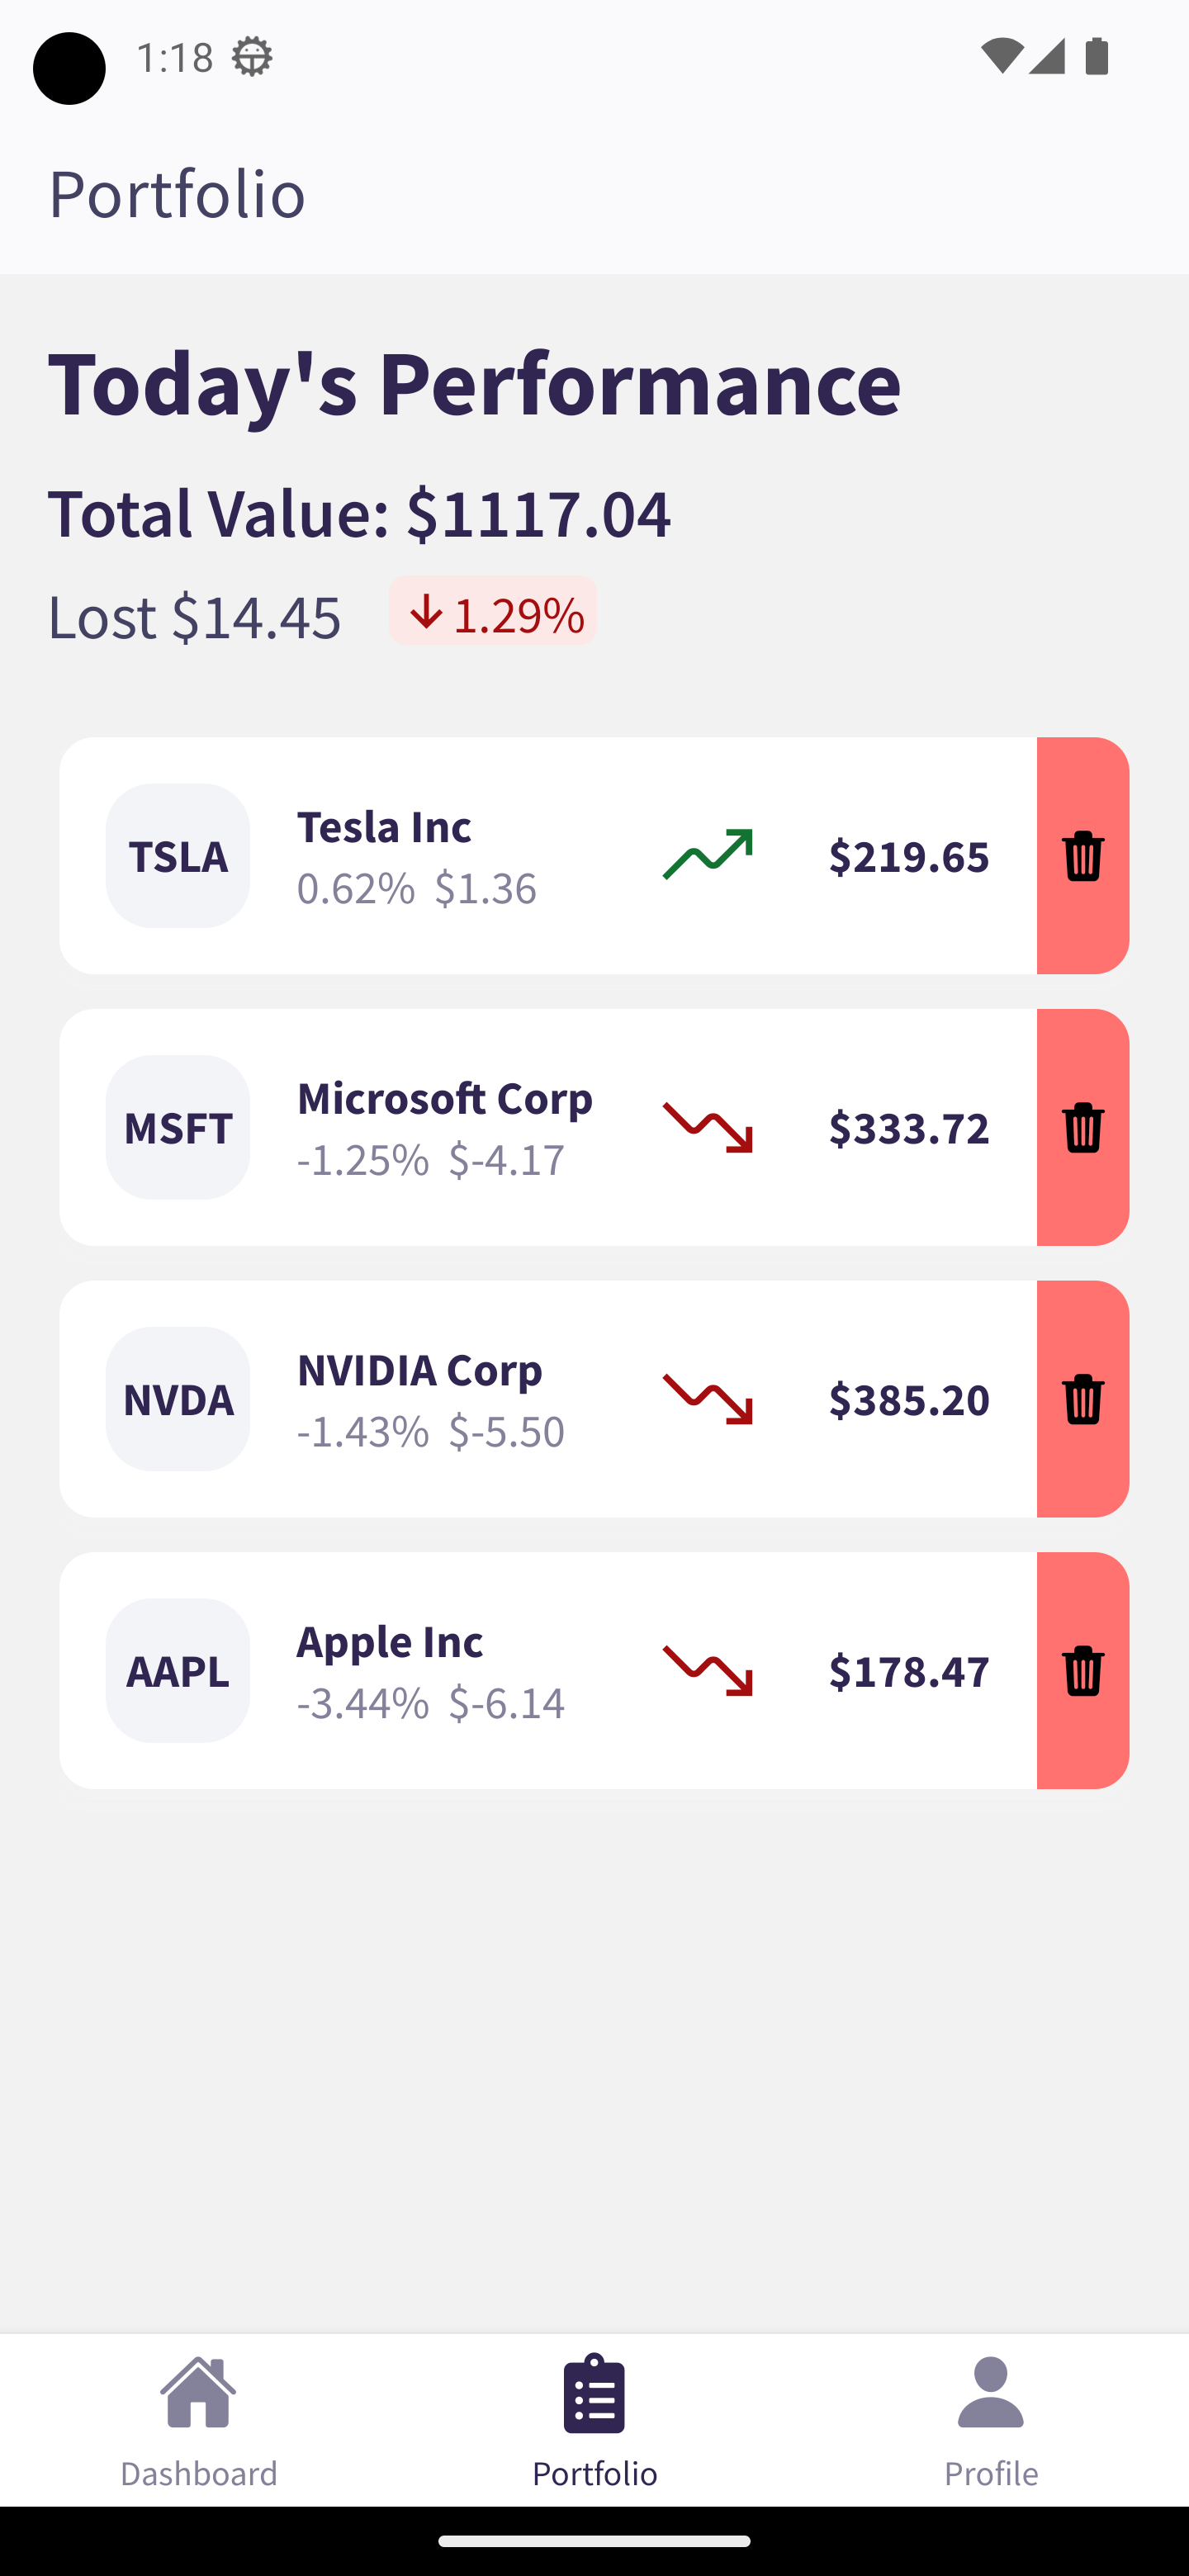 1:18
Portfolio
Today's Performance
Total Value: $1117.04
Lost $14.45 1.29%
TSLA
Tesla Inc
0.62% $1.36
$219.65
MSFT
Microsoft Corp
-1.25% $-4.17
$333.72
NVDA
NVIDIA Corp
-1.43% $-5.50
$385.20
AAPL
Apple Inc
-3.44% $-6.14
$178.47
Dashboard
Portfolio
Profile